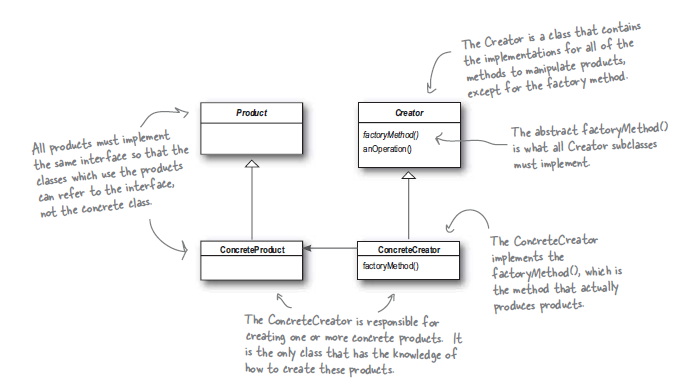 The Creator is a class that contains
the implementations for all of the
methods to manipulate products,
except for the factory method.
Product
Creator
factoryMethod()
anOperation()
All products must implement
the same interface so that the
classes which use the products
can refer to the interface,
not the concrete class.
The abstract factoryMethod()
is what all Creator subclasses
must implement.
ConcreteProduct
ConcreteCreator
factoryMethod()
The ConcreteCreator
implements the
factoryMethod(), which is
the method that actually
produces products.
The ConcreteCreator is responsible for
creating one or more concrete products. It
is the only class that has the knowledge of
how to create these products.